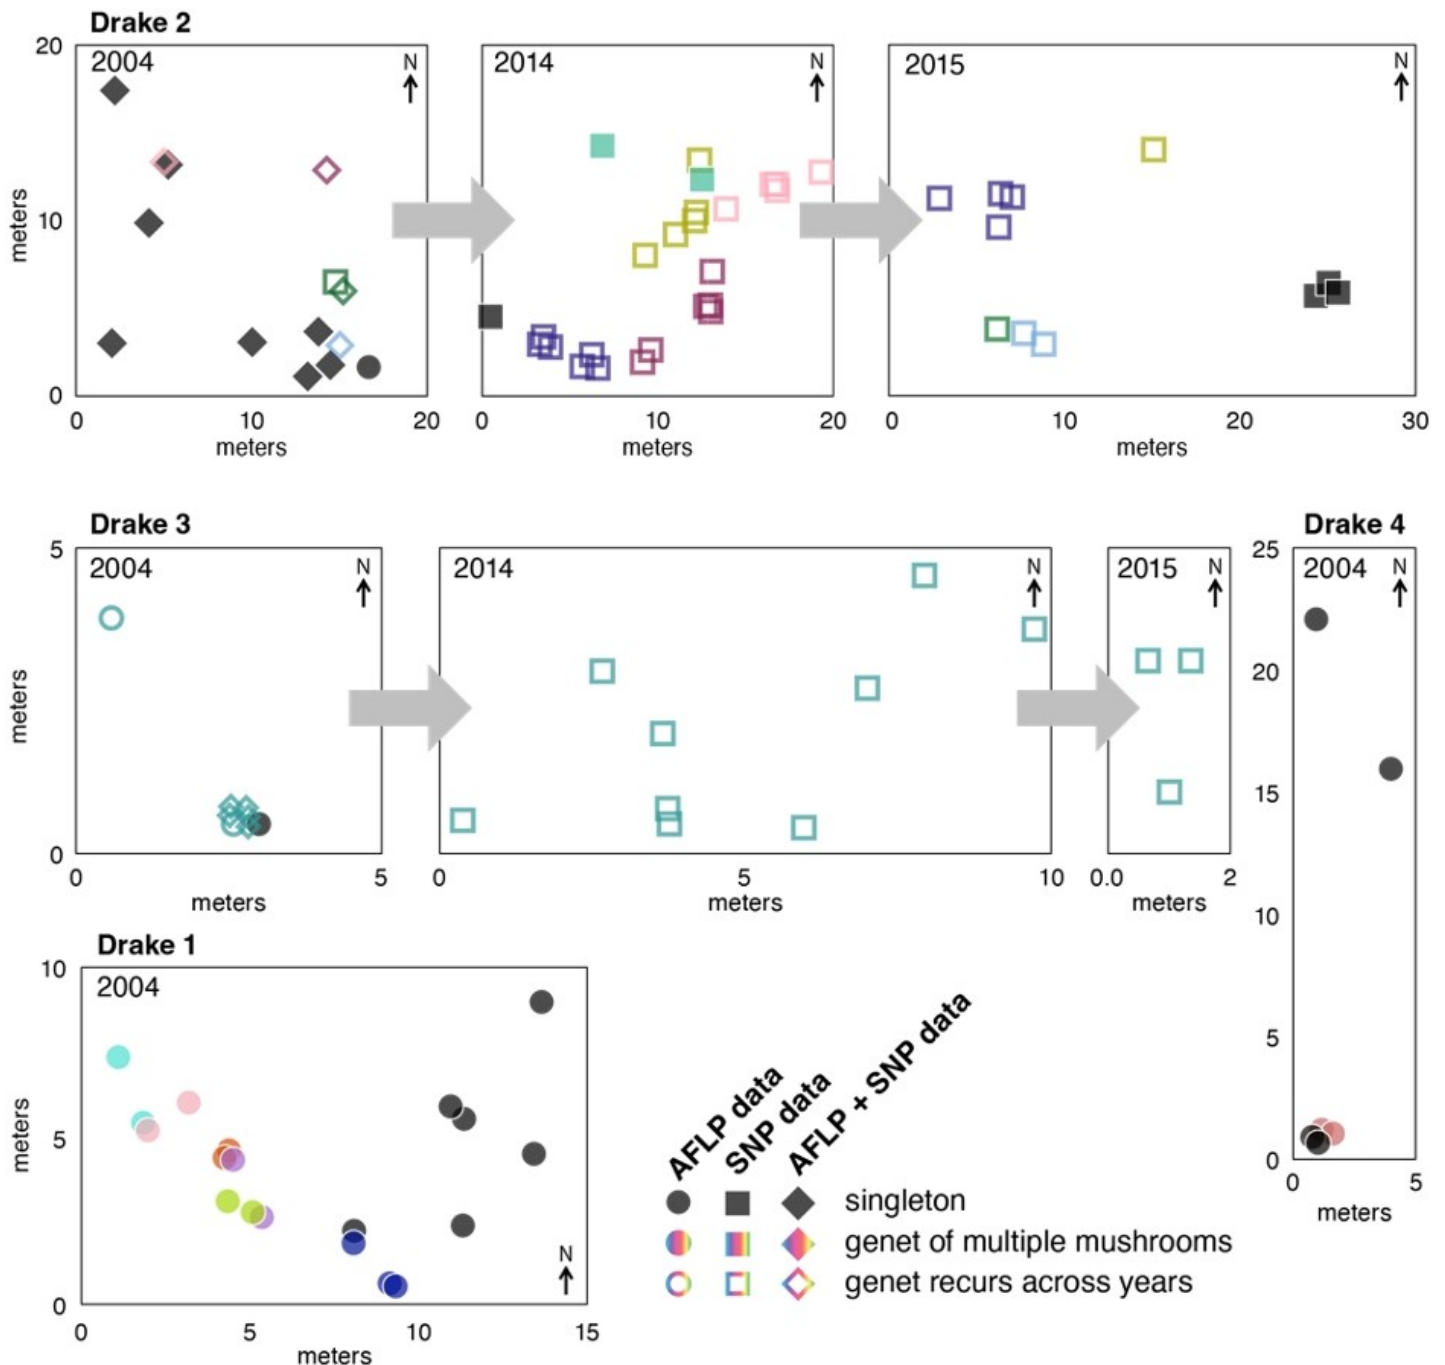 Drake 2
20
2004
N
2014
N
2015
N
meters
10
0
0
10
20
0
10
20
0
10
20
30
meters
meters
meters
Drake 3
Drake 4
5
2004
N
2014
N
2015
N
25
2004
N
meters
20
15
0
0
5
0
5
10
0.0
2
meters
meters
meters
10
5
0
0
5
meters
Drake 1
10
2004
meters
5
N
0
0
5
10
15
meters
AFLP data
SNP data
AFLP + SNP data
singleton
genet of multiple mushrooms
genet recurs across years